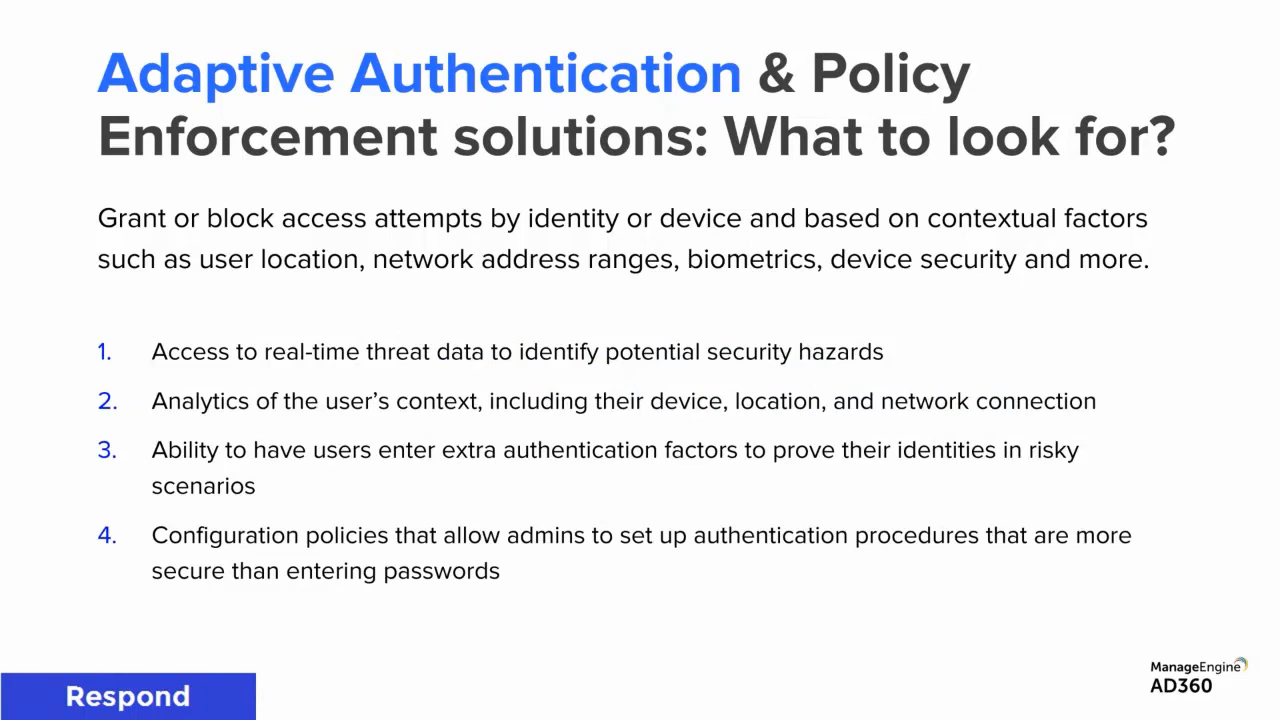 Adaptive Authentication & Policy
Enforcement solutions: What to look for?
Grant or block access attempts by identity or device and based on contextual factors
such as user location, network address ranges, biometrics, device security and more.
1. Access to real-time threat data to identify potential security hazards
2. Analytics of the user’s context, including their device, location, and network connection
3. Ability to have users enter extra authentication factors to prove their identities in risky
scenarios
4. Configuration policies that allow admins to set up authentication procedures that are more
secure than entering passwords
Respond
ManageEngine
AD360